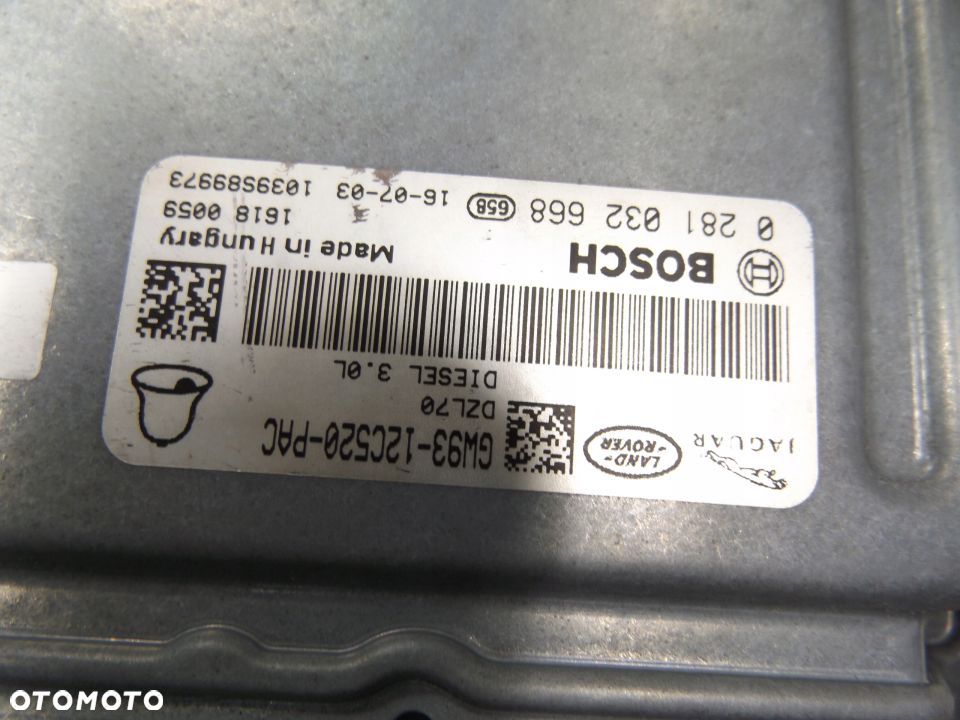 JAGUAR
LAND-
-ROVER
GW93-12C520-PAC
DZL70
DIESEL 3.0L
BOSCH
Made in Hungary
1618 0059
0 281 032 668 658 16-07-03 1039S89973
OTOMOTO